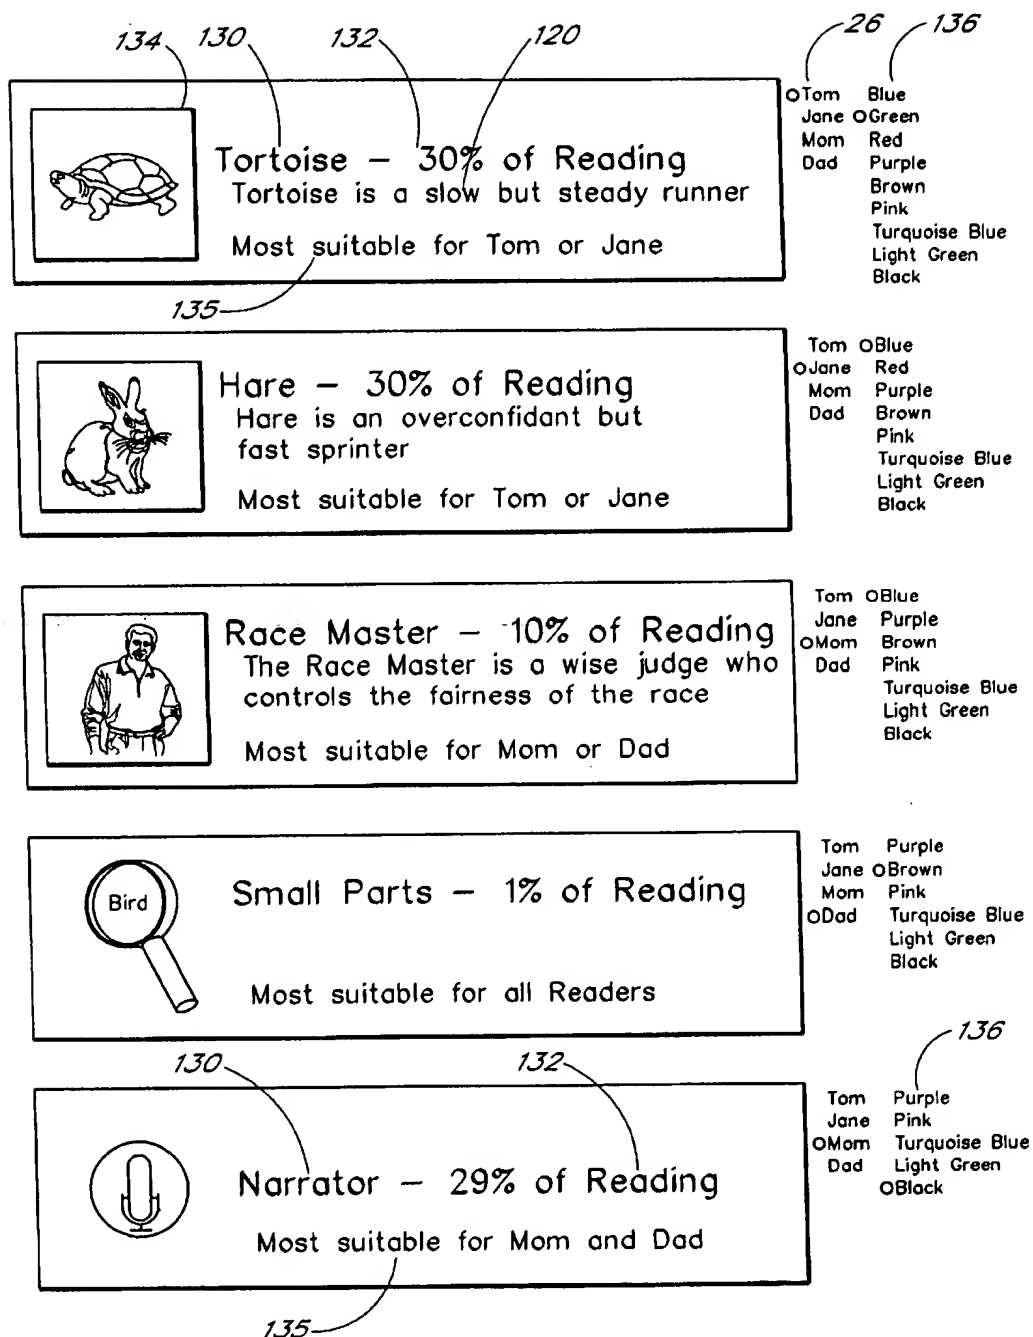 134 130 132 120 26 136
Tortoise – 30% of Reading
Tortoise is a slow but steady runner
Most suitable for Tom or Jane
135
Tom Blue
Jane Green
Mom Red
Dad Purple
Brown
Pink
Turquoise Blue
Light Green
Black
Hare – 30% of Reading
Hare is an overconfidant but
fast sprinter
Most suitable for Tom or Jane
Tom Blue
Jane Red
Mom Purple
Dad Brown
Pink
Turquoise Blue
Light Green
Black
Race Master – 10% of Reading
The Race Master is a wise judge who
controls the fairness of the race
Most suitable for Mom or Dad
Tom Blue
Jane Purple
Mom Brown
Dad Pink
Turquoise Blue
Light Green
Black
Bird
Small Parts – 1% of Reading
Most suitable for all Readers
Tom Purple
Jane Brown
Mom Pink
Dad Turquoise Blue
Light Green
Black
130 132 136
Narrator – 29% of Reading
Most suitable for Mom and Dad
135
Tom Purple
Jane Pink
Mom Turquoise Blue
Dad Light Green
Black